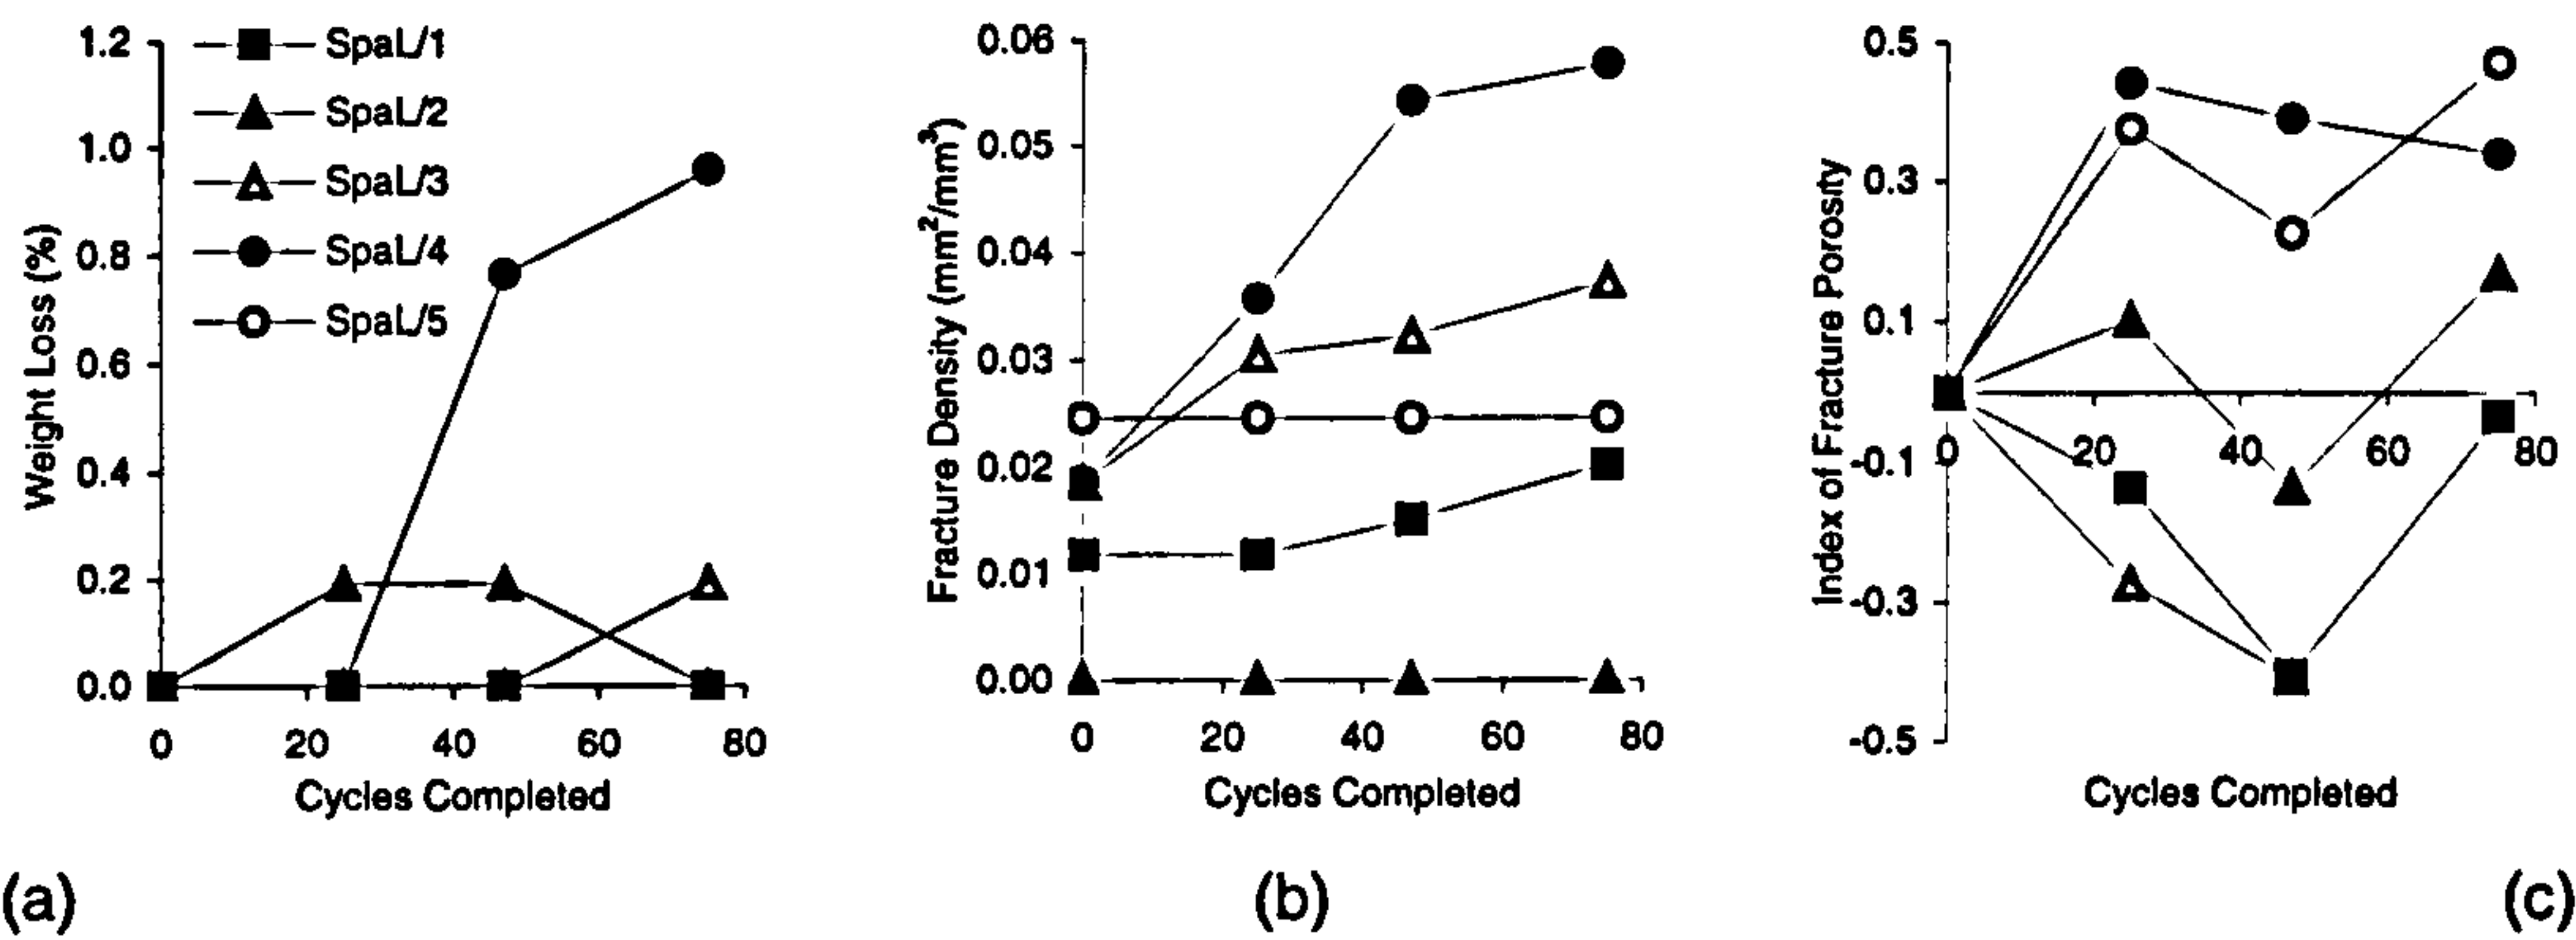 1.2
1.0
0.8
0.6
0.4
0.2
0.0
Weight Loss (%)
SpaL/1
SpaL/2
SpaL/3
SpaL/4
SpaL/5
0 20 40 60 80
Cycles Completed
(a)
0.06
0.05
0.04
0.03
0.02
0.01
0.00
Fracture Density (mm²/mm³)
0 20 40 60 80
Cycles Completed
(b)
0.5
0.3
0.1
-0.1
-0.3
-0.5
Index of Fracture Porosity
0 20 40 60 80
Cycles Completed
(c)